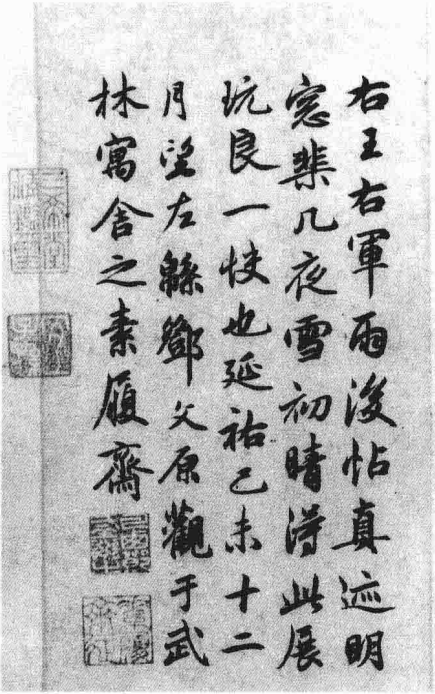 右王右軍雨後帖真迹明
窓棐几夜雪初晴得此展
玩良一快也延祐己未十二
月望左緜鄧文原觀于武
林寓舍之素履齋